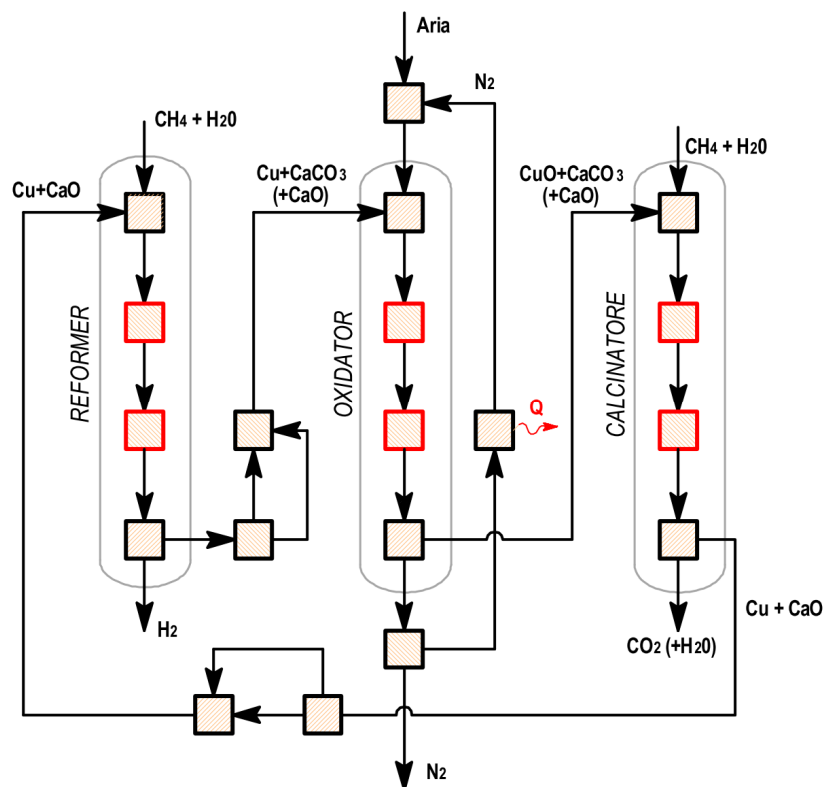 Aria
N2
CH4 + H20
CH4 + H20
Cu+CaO
Cu+CaCO3
(+CaO)
CuO+CaCO3
(+CaO)
REFORMER
OXIDATOR
CALCINATORE
Q
H2
Cu + CaO
CO2 (+H20)
N2